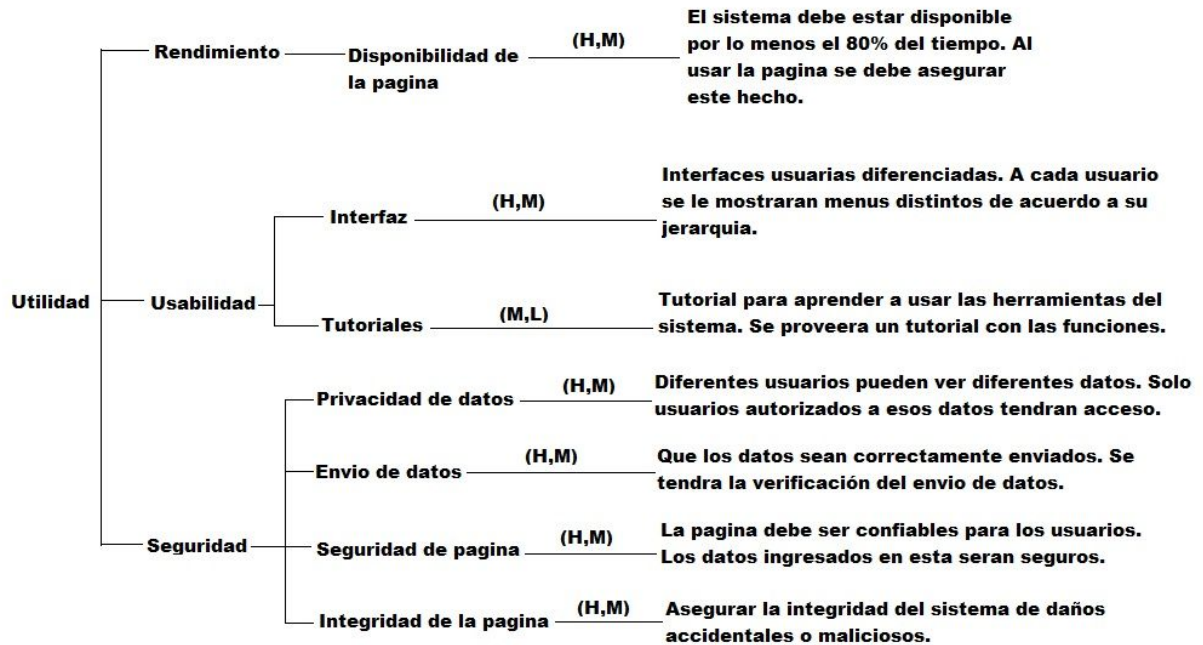 Utilidad
Rendimiento
Disponibilidad de
la pagina
(H,M)
El sistema debe estar disponible
por lo menos el 80% del tiempo. Al
usar la pagina se debe asegurar
este hecho.
Usabilidad
Interfaz
(H,M)
Interfaces usuarias diferenciadas. A cada usuario
se le mostraran menus distintos de acuerdo a su
jerarquia.
Tutoriales
(M,L)
Tutorial para aprender a usar las herramientas del
sistema. Se proveera un tutorial con las funciones.
Seguridad
Privacidad de datos
(H,M)
Diferentes usuarios pueden ver diferentes datos. Solo
usuarios autorizados a esos datos tendran acceso.
Envio de datos
(H,M)
Que los datos sean correctamente enviados. Se
tendra la verificación del envio de datos.
Seguridad de pagina
(H,M)
La pagina debe ser confiables para los usuarios.
Los datos ingresados en esta seran seguros.
Integridad de la pagina
(H,M)
Asegurar la integridad del sistema de daños
accidentales o maliciosos.